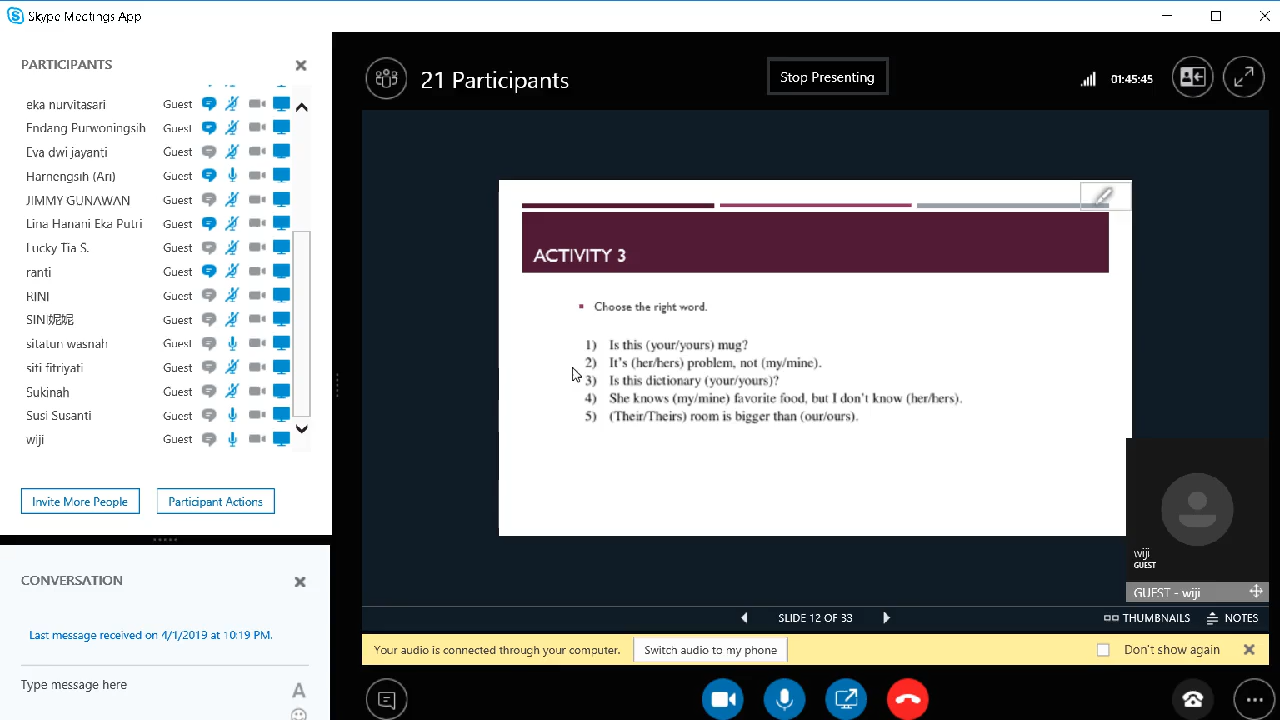 Skype Meetings App
PARTICIPANTS
eka nurvitasari Guest
Endang Purwoningsih Guest
Eva dwi jayanti Guest
Harnengsih (Ari) Guest
JIMMY GUNAWAN Guest
Lina Hanani Eka Putri Guest
Lucky Tia S. Guest
ranti Guest
RINI Guest
SINI妮妮 Guest
sitatun wasnah Guest
siti fitriyati Guest
Sukinah Guest
Susi Susanti Guest
wiji Guest
Invite More People
Participant Actions
CONVERSATION
Last message received on 4/1/2019 at 10:19 PM.
Type message here
A
21 Participants
Stop Presenting
01:45:45
ACTIVITY 3
Choose the right word.
1) Is this (your/yours) mug?
2) It's (her/hers) problem, not (my/mine).
3) Is this dictionary (your/yours)?
4) She knows (my/mine) favorite food, but I don't know (her/hers).
5) (Their/Theirs) room is bigger than (our/ours).
wiji
GUEST
GUEST - wiji
SLIDE 12 OF 33
THUMBNAILS
NOTES
Your audio is connected through your computer.
Switch audio to my phone
Don't show again